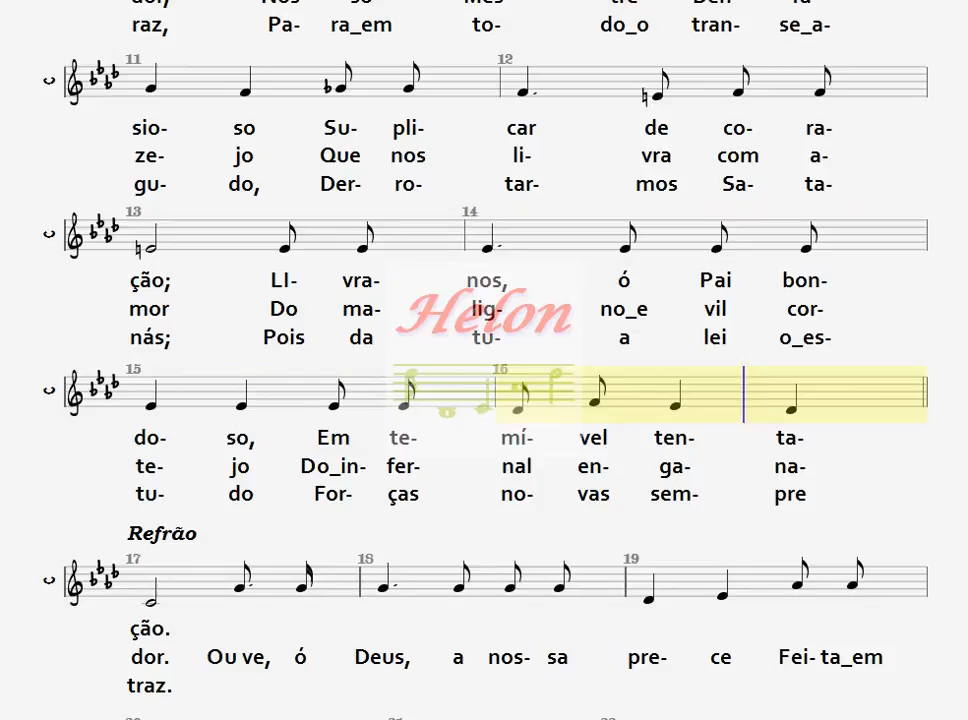 raz, Pa- ra_em to- do_o tran- se_a-
11 12
sio- so Su- pli- car de co- ra-
ze- jo Que nos li- vra com a-
gu- do, Der- ro- tar- mos Sa- ta-
13 14
ção; LI- vra- nos, ó Pai bon-
mor Do ma- lig- no_e vil cor-
Helon
nás; Pois da tu- a lei o_es-
15 16
do- so, Em te- mí- vel ten- ta-
te- jo Do_in- fer- nal en- ga- na-
tu- do For- ças no- vas sem- pre
Refrão
17 18 19
ção.
dor. Ou ve, ó Deus, a nos- sa pre- ce Fei- ta_em
traz.